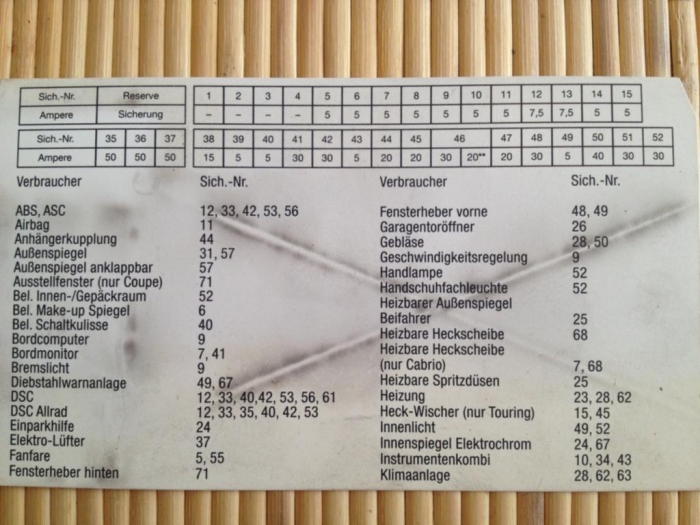 Sich.-Nr. Reserve 1 2 3 4 5 6 7 8 9 10 11 12 13 14 15
Ampere Sicherung – – – – 5 5 5 5 5 5 5 7,5 7,5 5 5
Sich.-Nr. 35 36 37 38 39 40 41 42 43 44 45 46 47 48 49 50 51 52
Ampere 50 50 50 15 5 5 30 30 5 20 20 30 20** 20 30 5 40 30 30
Verbraucher Sich.-Nr. Verbraucher Sich.-Nr.
ABS, ASC 12, 33, 42, 53, 56
Airbag 11
Anhängerkupplung 44
Außenspiegel 31, 57
Außenspiegel anklappbar 57
Ausstellfenster (nur Coupe) 71
Bel. Innen-/Gepäckraum 52
Bel. Make-up Spiegel 6
Bel. Schaltkulisse 40
Bordcomputer 9
Bordmonitor 7, 41
Bremslicht 9
Diebstahlwarnanlage 49, 67
DSC 12, 33, 40,42, 53, 56, 61
DSC Allrad 12, 33, 35, 40, 42, 53
Einparkhilfe 24
Elektro-Lüfter 37
Fanfare 5, 55
Fensterheber hinten 71
Fensterheber vorne 48, 49
Garagentoröffner 26
Gebläse 28, 50
Geschwindigkeitsregelung 9
Handlampe 52
Handschuhfachleuchte 52
Heizbarer Außenspiegel
Beifahrer 25
Heizbare Heckscheibe 68
Heizbare Heckscheibe
(nur Cabrio) 7, 68
Heizbare Spritzdüsen 25
Heizung 23, 28, 62
Heck-Wischer (nur Touring) 15, 45
Innenlicht 49, 52
Innenspiegel Elektrochrom 24, 67
Instrumentenkombi 10, 34, 43
Klimaanlage 28, 62, 63